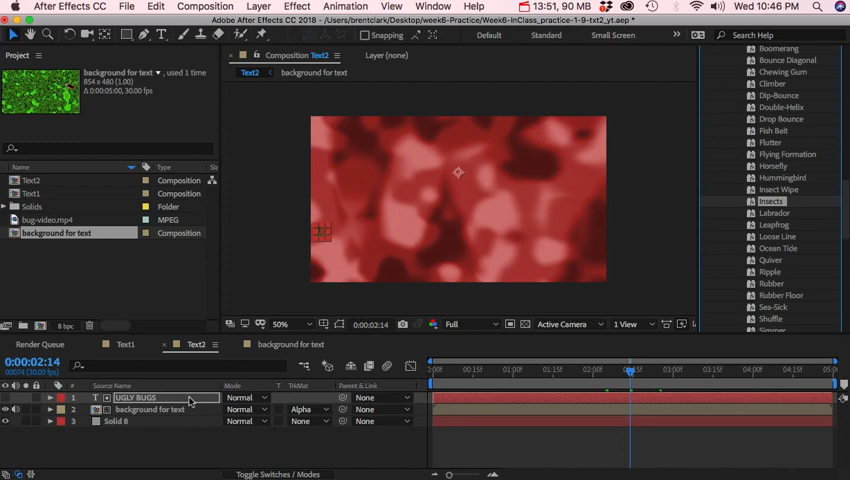 After Effects CC File Edit Composition Layer Effect Animation View Window Help 13:51, 90 MB Wed 10:46 PM
Adobe After Effects CC 2018 - /Users/brentclark/Desktop/week6-Practice/Week6-InClass_practice-1-9-txt2_yt.aep *
Snapping Default Standard Small Screen Search Help
Project
background for text , used 1 time
854 x 480 (1.00)
Δ 0:00:05:00, 30.00 fps
Name Type Siz
Text2 Composition
Text1 Composition
Solids Folder
bug-video.mp4 MPEG
background for text Composition
8 bpc
Composition Text2 Layer (none)
Text2 background for text
50% 0:00:02:14 Full Active Camera 1 View
Boomerang
Bounce Diagonal
Chewing Gum
Climber
Dip-Bounce
Double-Helix
Drop Bounce
Fish Bait
Flutter
Flying Formation
Horsefly
Hummingbird
Insect Wipe
Insects
Labrador
Leapfrog
Loose Line
Ocean Tide
Quiver
Ripple
Rubber
Rubber Floor
Sea-Sick
Shuffle
Simmer
Render Queue Text1 Text2 background for text
0:00:02:14
00074 (30.00 fps)
:00f 00:15f 01:00f 01:15f 02:00f 03:00f 03:15f 04:00f 04:15f 05:0
# Source Name Mode T TrkMat Parent & Link
1 T UGLY BUGS Normal None
2 background for text Normal Alpha None
3 Solid 8 Normal None
Toggle Switches / Modes